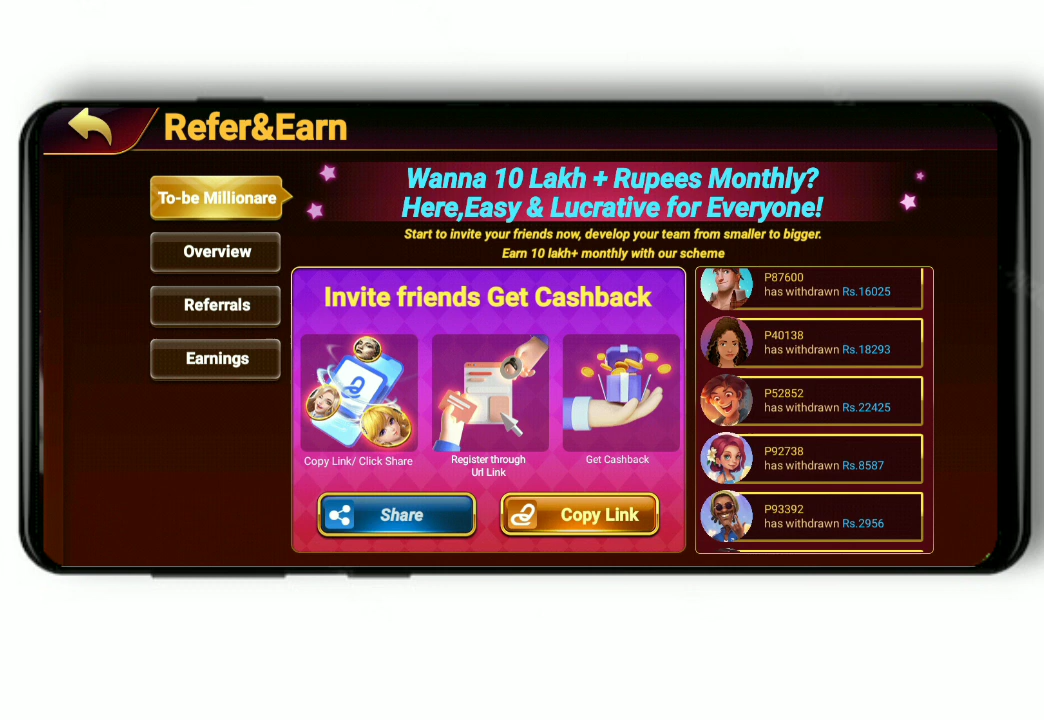 Refer&Earn
To-be Millionare
Overview
Referrals
Earnings
Wanna 10 Lakh + Rupees Monthly?
Here,Easy & Lucrative for Everyone!
Start to invite your friends now, develop your team from smaller to bigger.
Earn 10 lakh+ monthly with our scheme
Invite friends Get Cashback
Copy Link/ Click Share
Register through
Url Link
Get Cashback
Share
Copy Link
P87600
has withdrawn Rs.16025
P40138
has withdrawn Rs.18293
P52852
has withdrawn Rs.22425
P92738
has withdrawn Rs.8587
P93392
has withdrawn Rs.2956